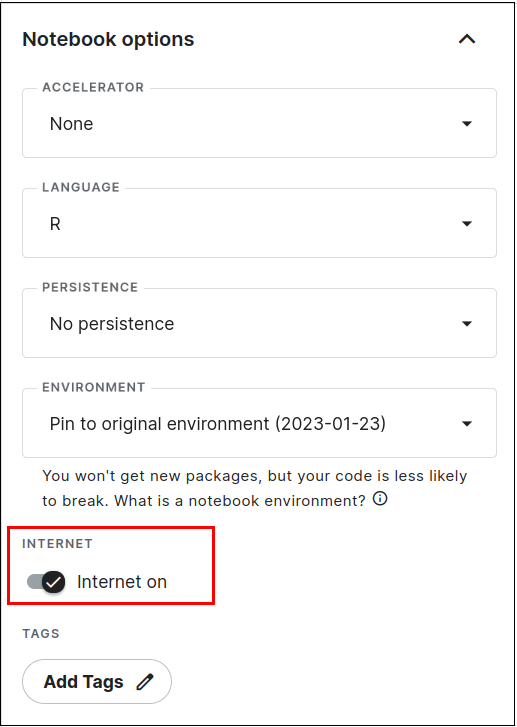 Notebook options
ACCELERATOR
None
LANGUAGE
R
PERSISTENCE
No persistence
ENVIRONMENT
Pin to original environment (2023-01-23)
You won't get new packages, but your code is less likely
to break. What is a notebook environment?
INTERNET
Internet on
TAGS
Add Tags